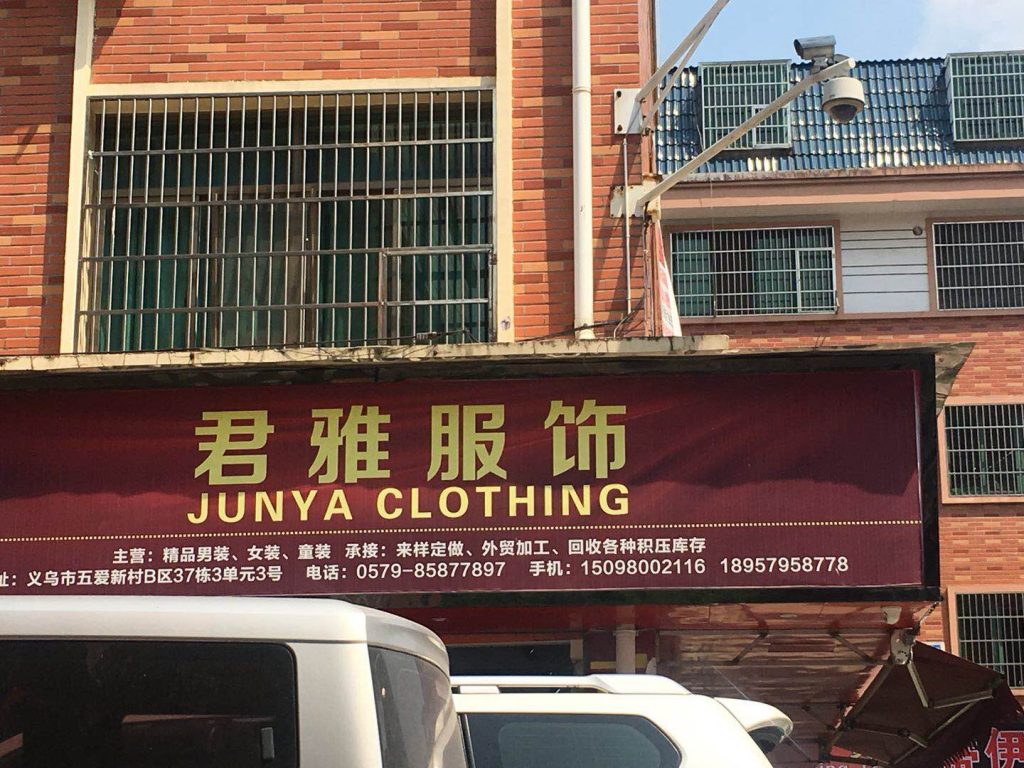 君雅服饰
JUNYA CLOTHING
主营：精品男装、女装、童装 承接：来样定做、外贸加工、回收各种积压库存
址：义乌市五爱新村B区37栋3单元3号 电话：0579-85877897 手机：15098002116 18957958778
伊